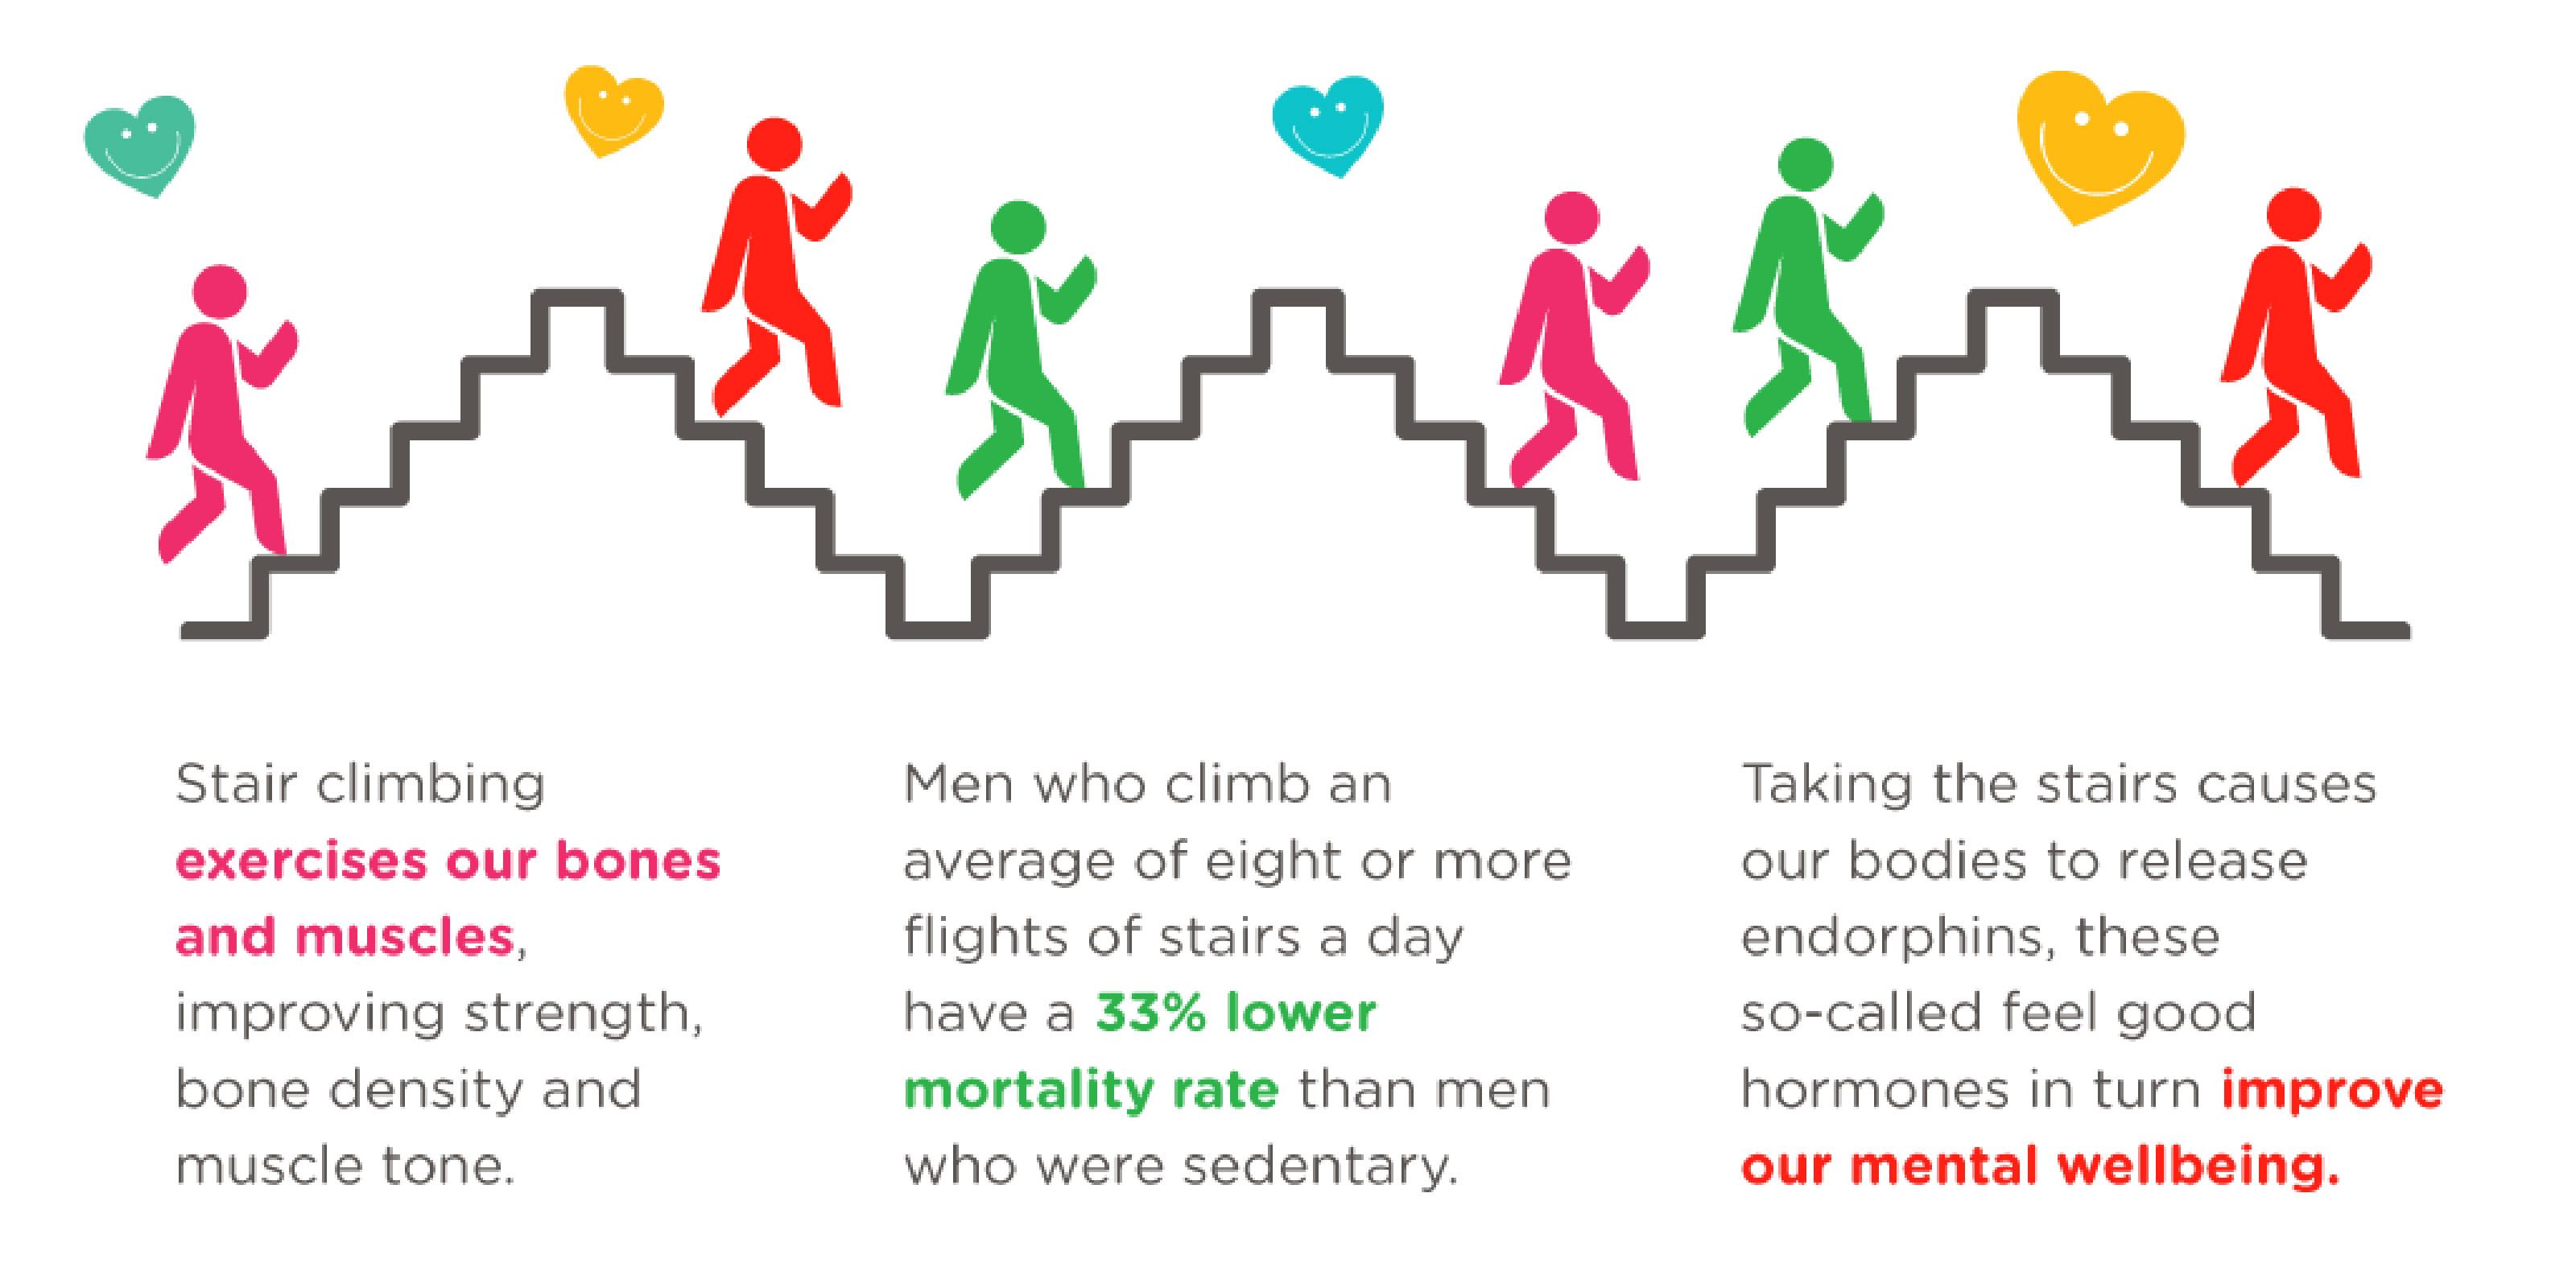 Stair climbing
exercises our bones
and muscles,
improving strength,
bone density and
muscle tone.
Men who climb an
average of eight or more
flights of stairs a day
have a 33% lower
mortality rate than men
who were sedentary.
Taking the stairs causes
our bodies to release
endorphins, these
so-called feel good
hormones in turn improve
our mental wellbeing.